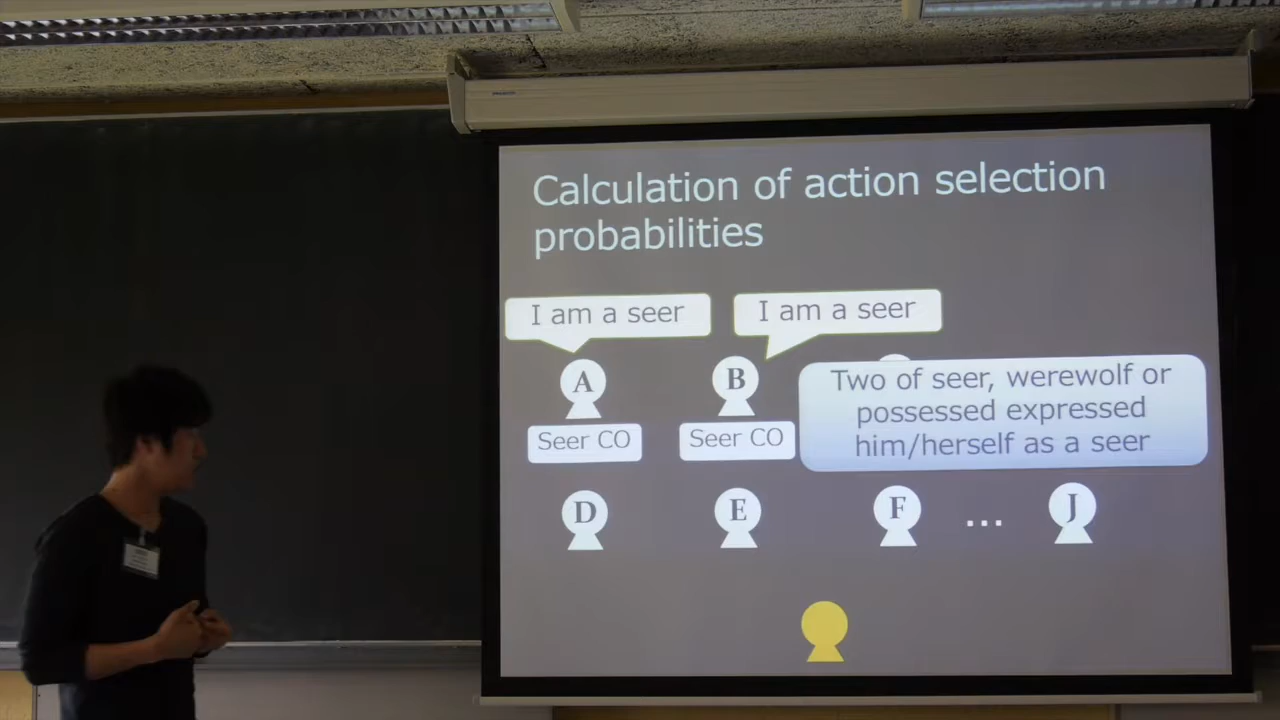 Calculation of action selection
probabilities
I am a seer
I am a seer
A
B
Two of seer, werewolf or
possessed expressed
him/herself as a seer
Seer CO
Seer CO
D
E
F
...
J